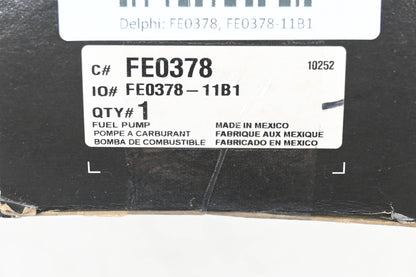 Delphi: FE0378, FE0378-11B1
C# FE0378 10252
IO# FE0378-11B1
QTY# 1
FUEL PUMP MADE IN MEXICO
POMPE A CARBURANT FABRIQUE AUX MEXIQUE
BOMBA DE COMBUSTIBLE FABRICADO EN MEXICO